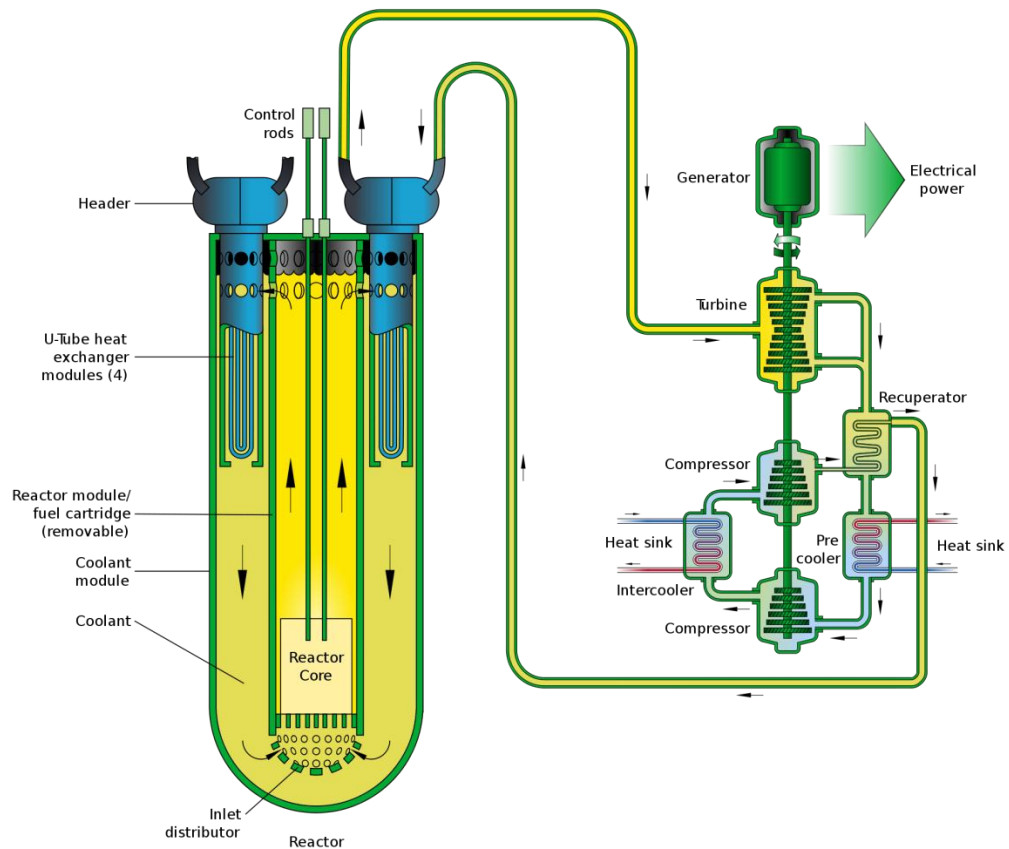 Control
rods
Header
U-Tube heat
exchanger
modules (4)
Reactor module/
fuel cartridge
(removable)
Coolant
module
Coolant
Reactor
Core
Inlet
distributor
Reactor
Generator
Electrical
power
Turbine
Recuperator
Compressor
Heat sink
Pre
cooler
Heat sink
Intercooler
Compressor